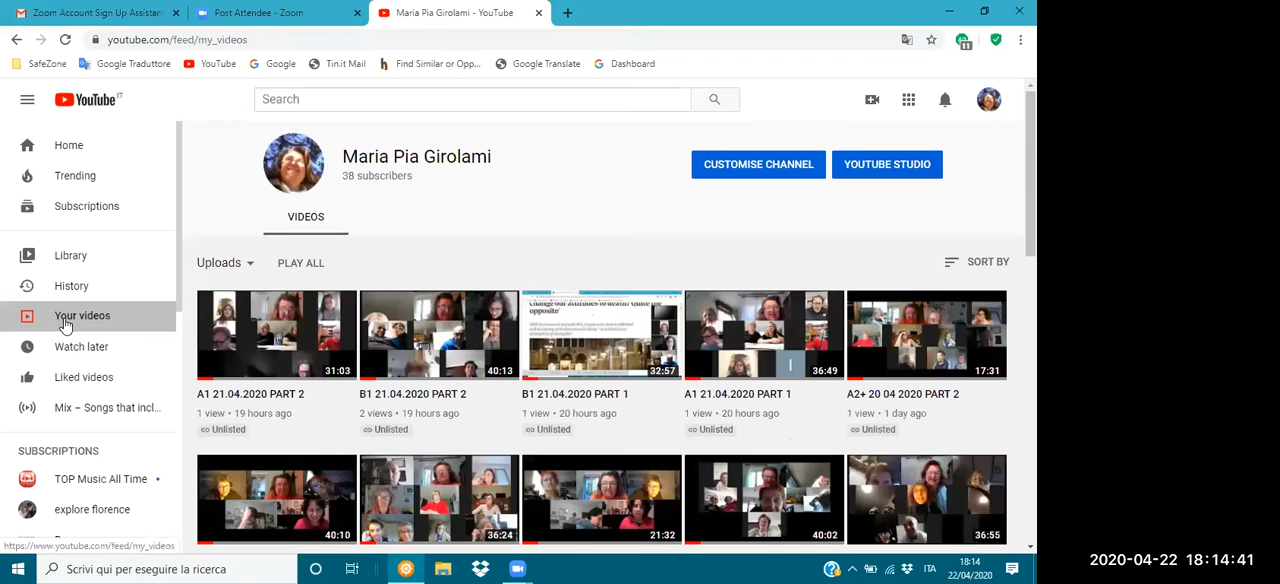 Zoom Account Sign Up Assistan
Post Attendee - Zoom
Maria Pia Girolami - YouTube
youtube.com/feed/my_videos
SafeZone
Google Traduttore
YouTube
Google
Tin.it Mail
Find Similar or Opp...
Google Translate
Dashboard
YouTube IT
Search
Home
Trending
Subscriptions
Library
History
Your videos
Watch later
Liked videos
Mix – Songs that incl...
SUBSCRIPTIONS
TOP Music All Time
explore florence
https://www.youtube.com/feed/my_videos
Maria Pia Girolami
38 subscribers
CUSTOMISE CHANNEL
YOUTUBE STUDIO
VIDEOS
Uploads
PLAY ALL
SORT BY
31:03
A1 21.04.2020 PART 2
1 view • 19 hours ago
Unlisted
40:13
B1 21.04.2020 PART 2
2 views • 19 hours ago
Unlisted
change our attitudes to death? Quite the
opposite'
32:57
B1 21.04.2020 PART 1
1 view • 20 hours ago
Unlisted
36:49
A1 21.04.2020 PART 1
1 view • 20 hours ago
Unlisted
17:31
A2+ 20 04 2020 PART 2
1 view • 1 day ago
Unlisted
40:10
36:24
21:32
40:02
36:55
Scrivi qui per eseguire la ricerca
ITA
18:14
22/04/2020
2020-04-22 18:14:41